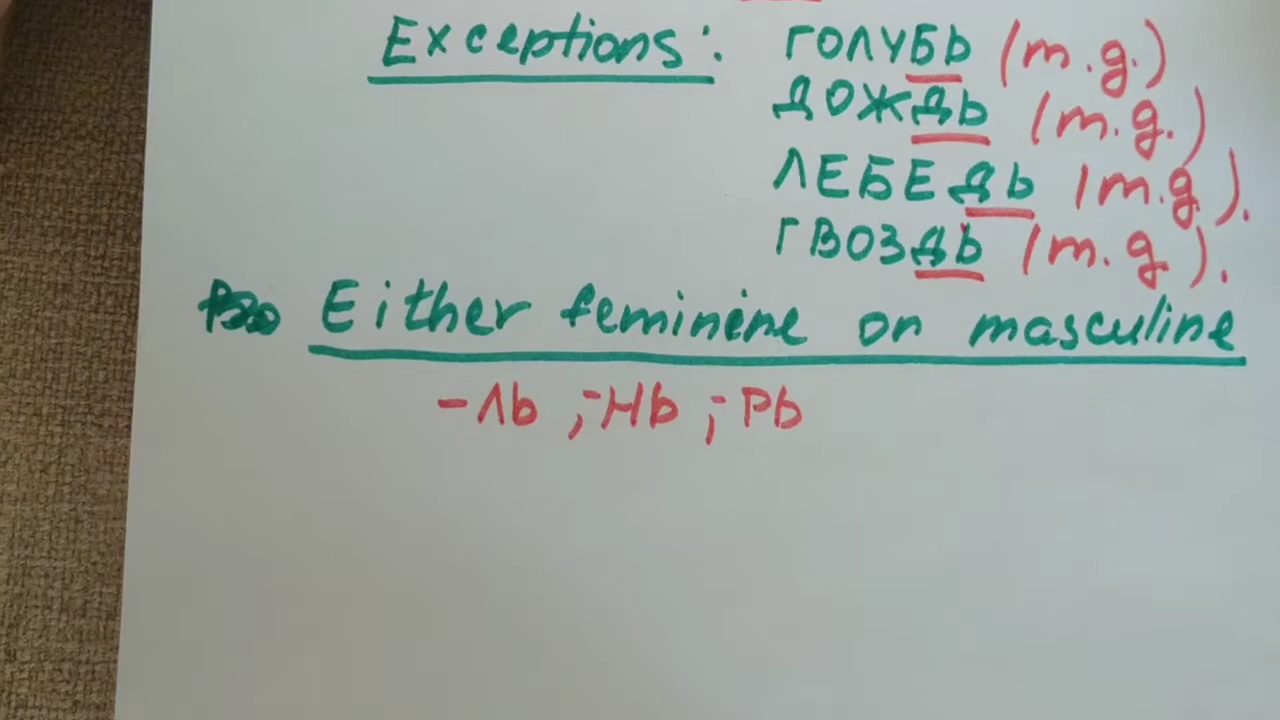 Exceptions: ГОЛУБЬ (m.g.)
ДОЖДЬ (m.g.)
ЛЕБЕДЬ (m.g.).
ГВОЗДЬ (m.g.).
Either feminine or masculine
-ЛЬ ;-НЬ ;-РЬ